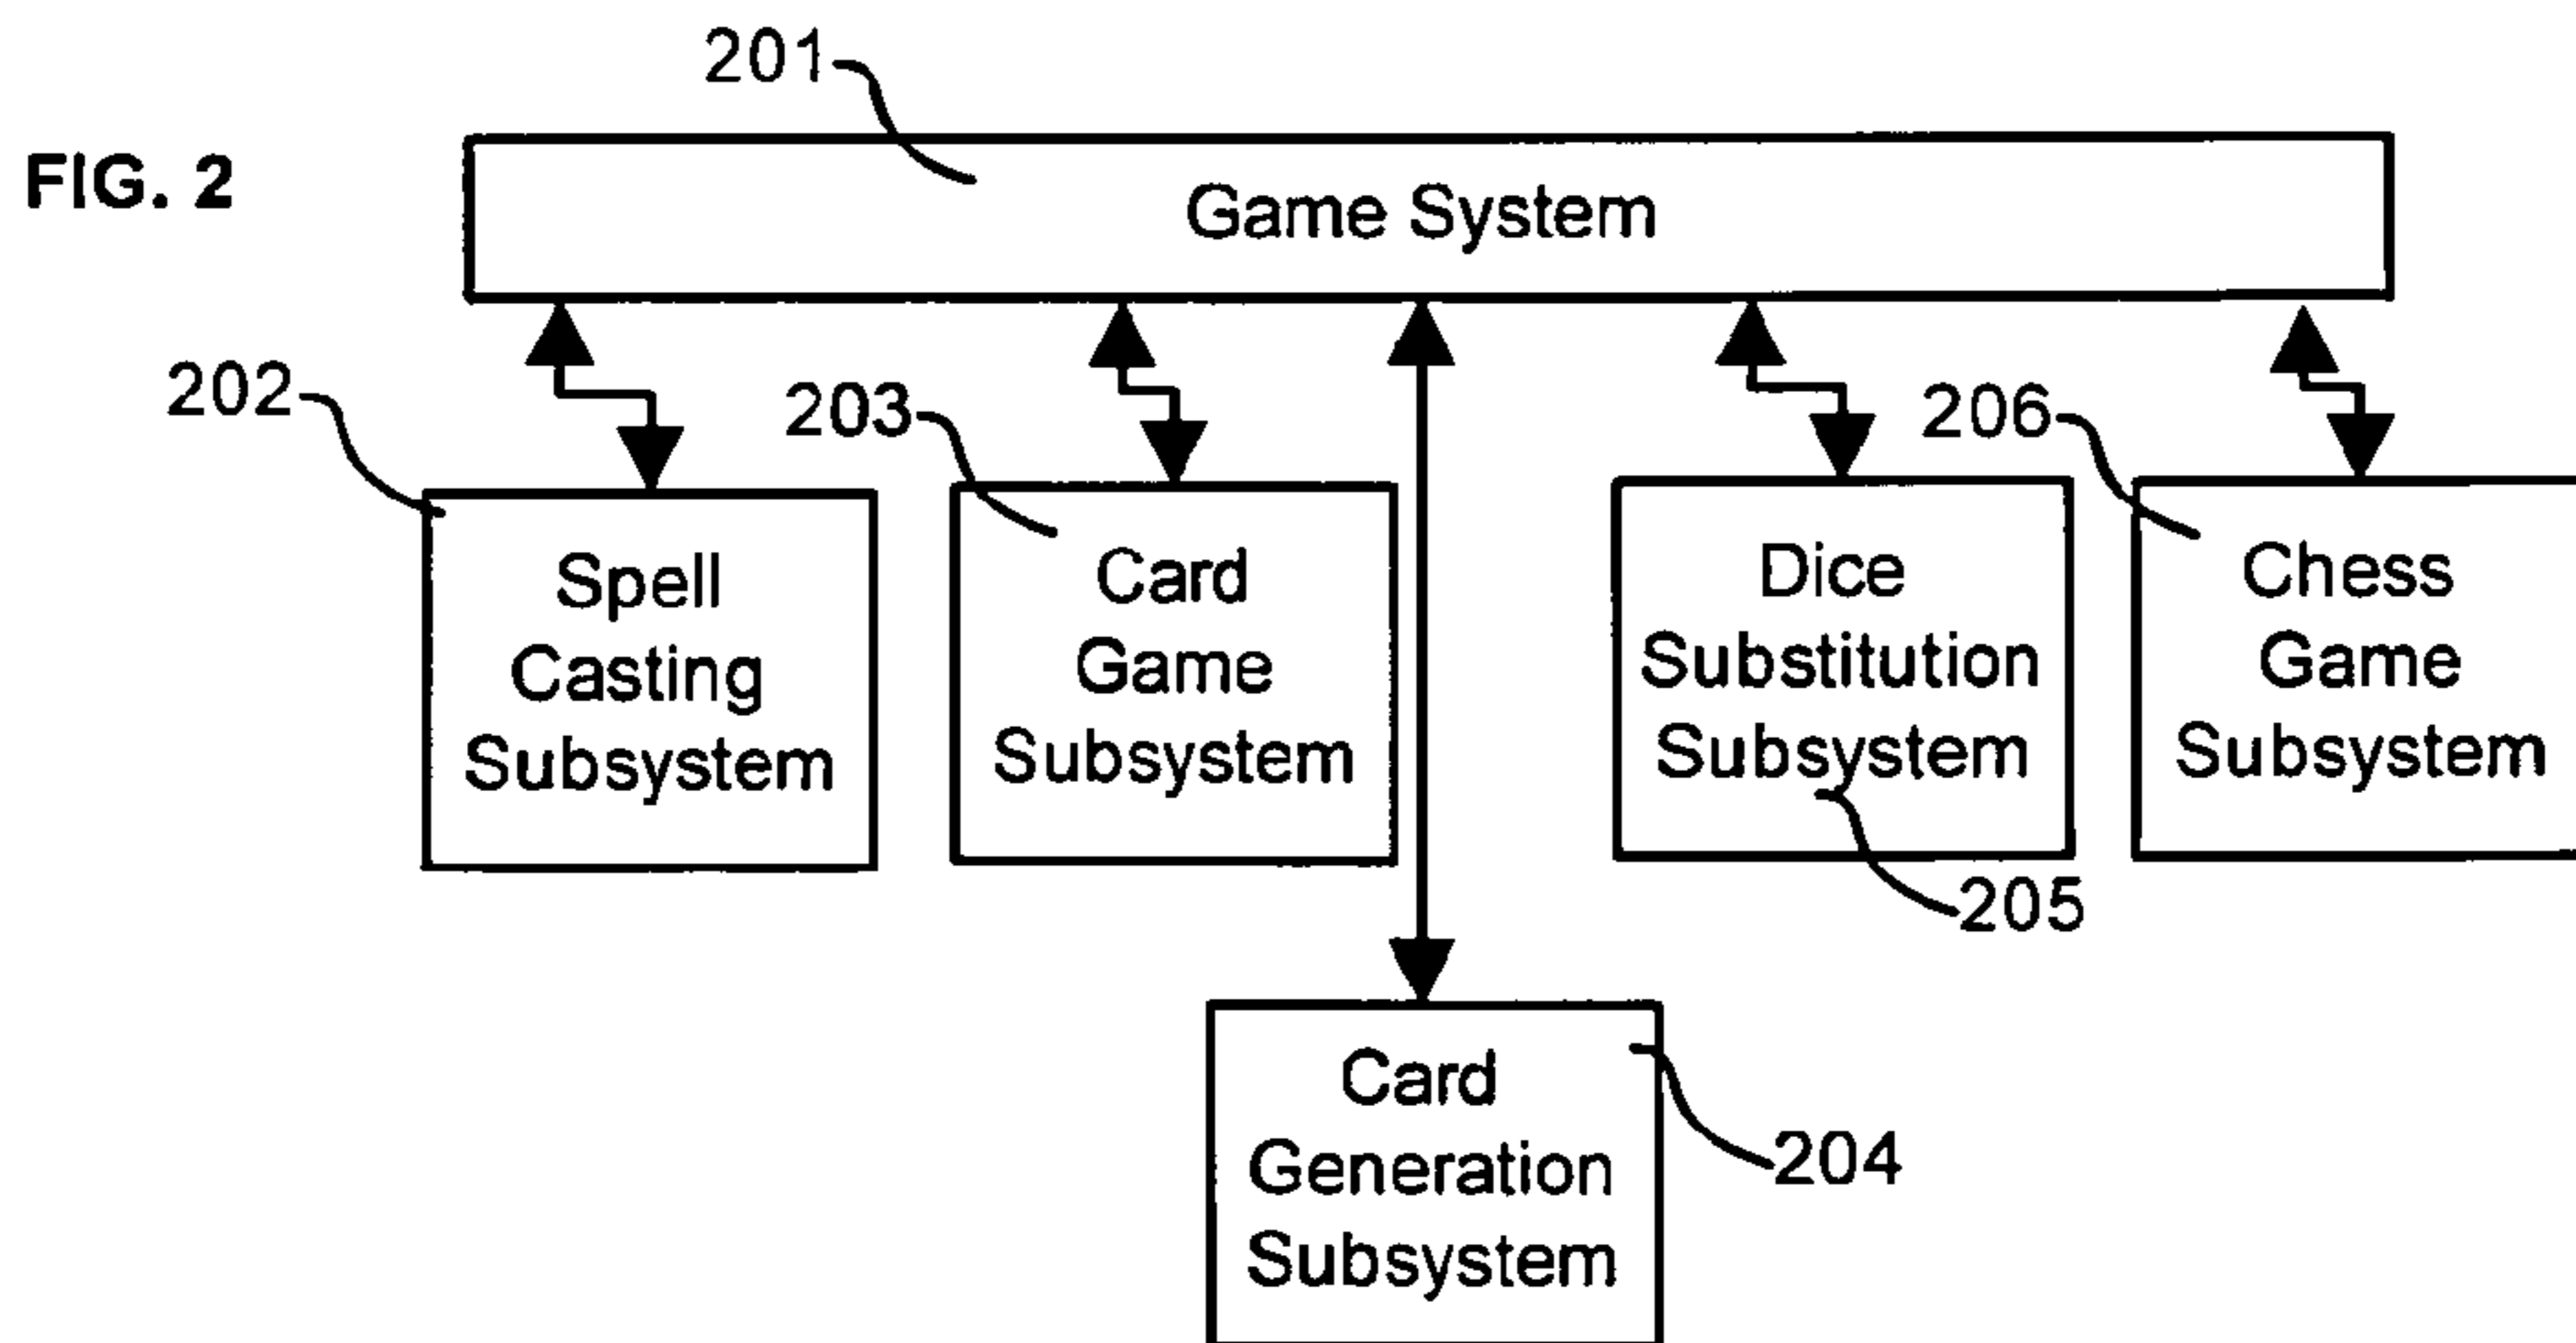 201
FIG. 2
Game System
202
203
206
Spell
Casting
Subsystem
Card
Game
Subsystem
Dice
Substitution
Subsystem
Chess
Game
Subsystem
205
Card
Generation
Subsystem
204